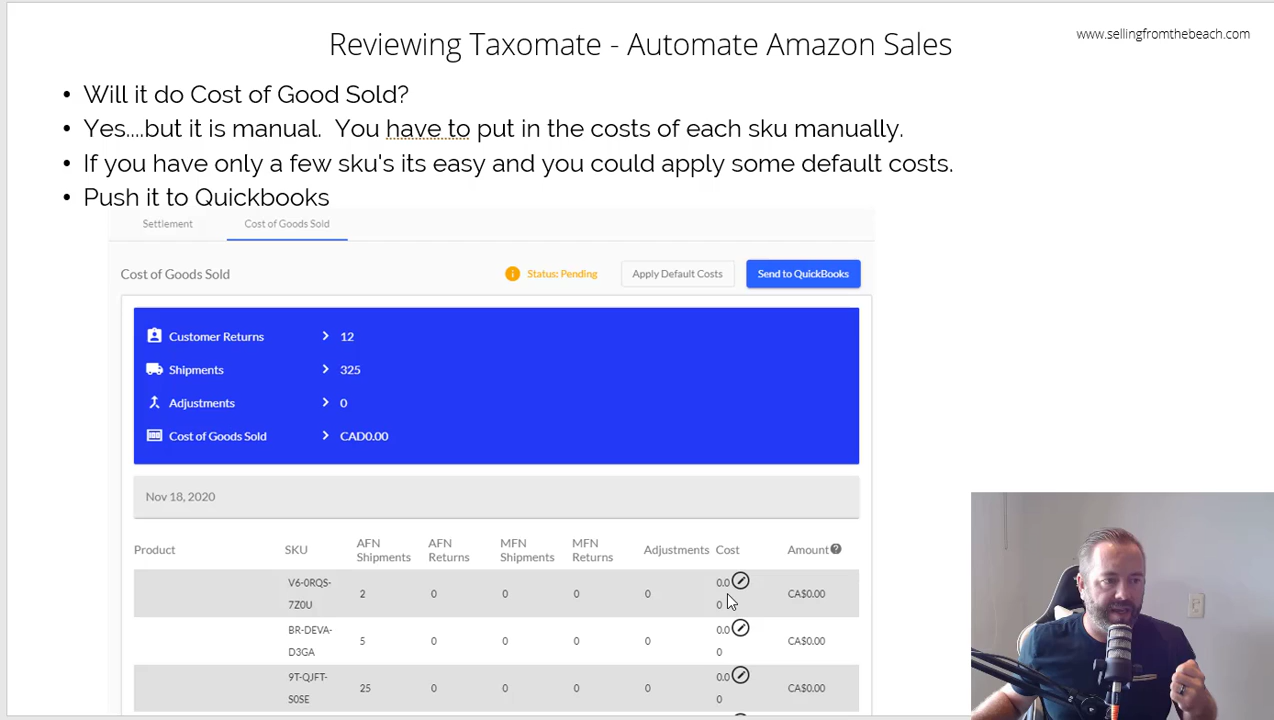 www.sellingfromthebeach.com
Reviewing Taxomate - Automate Amazon Sales
• Will it do Cost of Good Sold?
• Yes....but it is manual. You have to put in the costs of each sku manually.
• If you have only a few sku's its easy and you could apply some default costs.
• Push it to Quickbooks
Settlement Cost of Goods Sold
Cost of Goods Sold Status: Pending Apply Default Costs Send to QuickBooks
Customer Returns > 12
Shipments > 325
Adjustments > 0
Cost of Goods Sold > CAD0.00
Nov 18, 2020
Product SKU AFN Shipments AFN Returns MFN Shipments MFN Returns Adjustments Cost Amount
V6-0RQS-7Z0U 2 0 0 0 0 0.00 CA$0.00
BR-DEVA-D3GA 5 0 0 0 0 0.00 CA$0.00
9T-QJFT-S0SE 25 0 0 0 0 0.00 CA$0.00